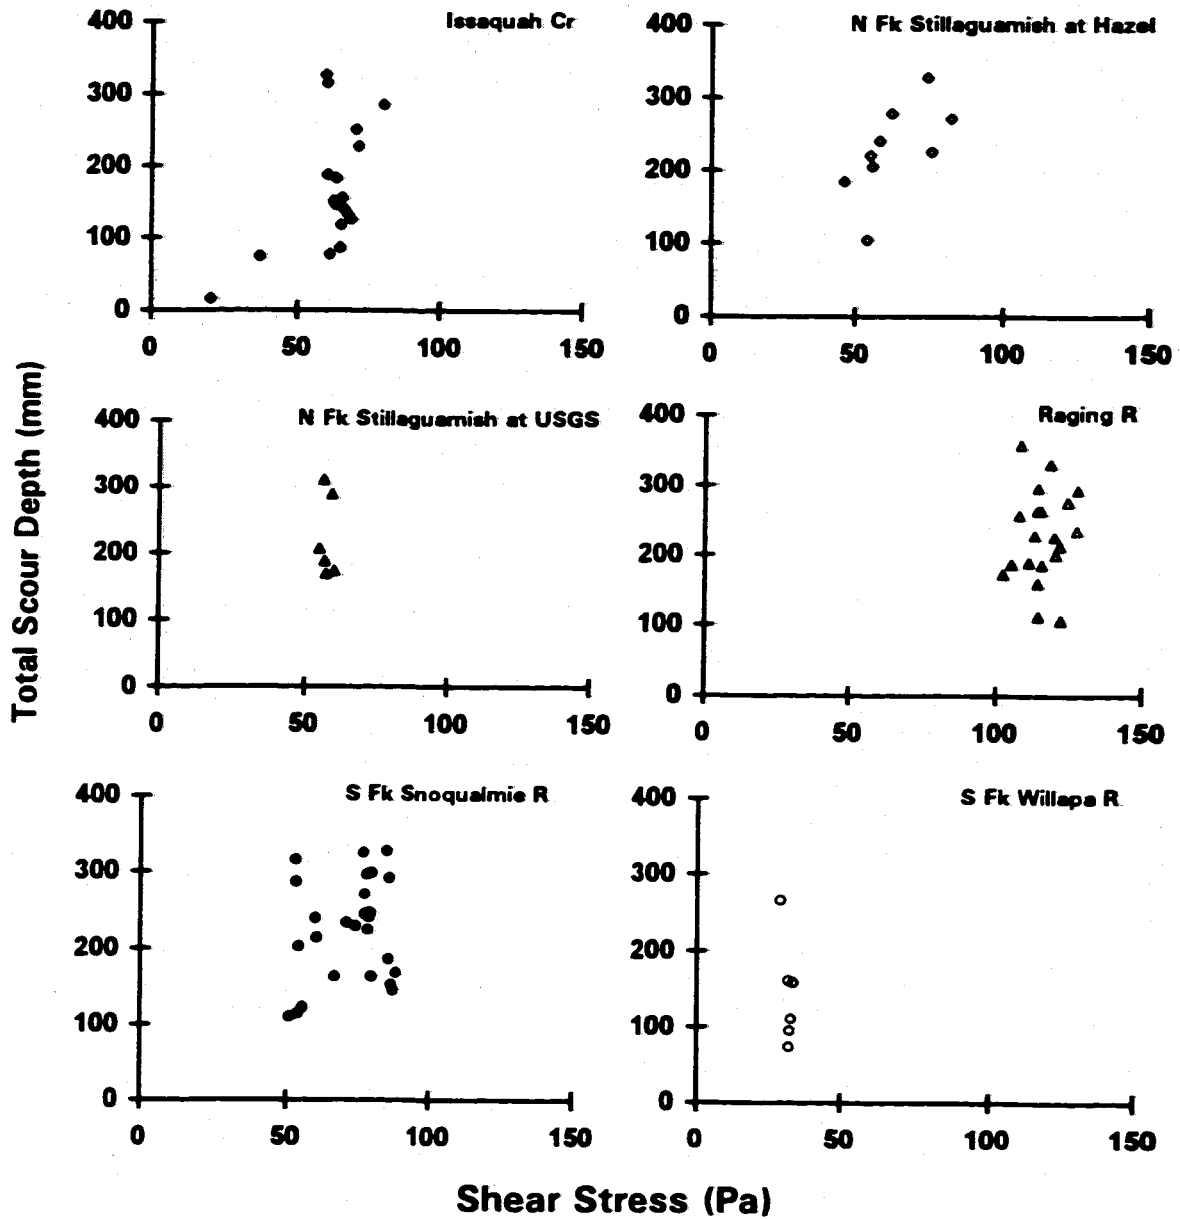 Total Scour Depth (mm)
Issaquah Cr
400
300
200
100
0
0 50 100 150
N Fk Stillaguamish at Hazel
400
300
200
100
0
0 50 100 150
N Fk Stillaguamish at USGS
400
300
200
100
0
0 50 100 150
Raging R
400
300
200
100
0
0 50 100 150
S Fk Snoqualmie R
400
300
200
100
0
0 50 100 150
S Fk Willapa R
400
300
200
100
0
0 50 100 150
Shear Stress (Pa)